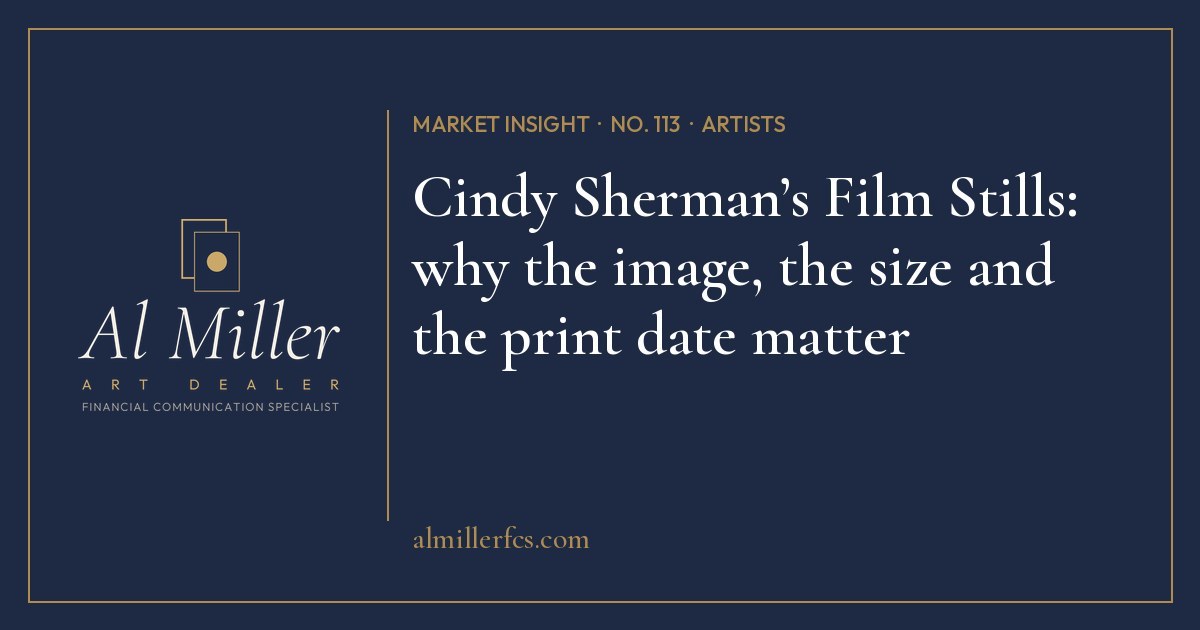 Al Miller
ART DEALER
FINANCIAL COMMUNICATION SPECIALIST
MARKET INSIGHT · NO. 113 · ARTISTS
Cindy Sherman’s Film Stills:
why the image, the size and
the print date matter
almillerfcs.com